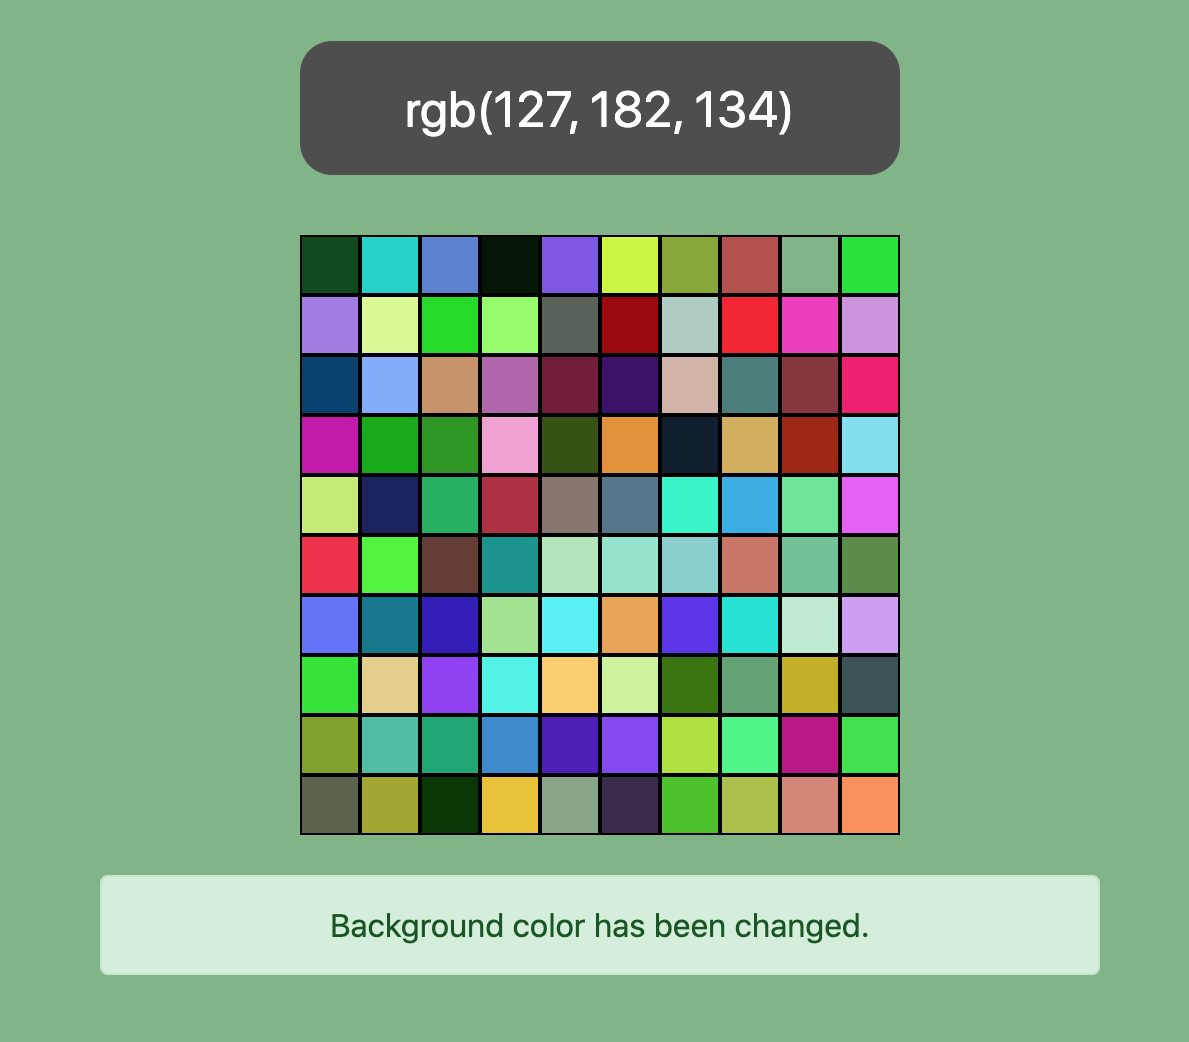 rgb(127, 182, 134)
Background color has been changed.